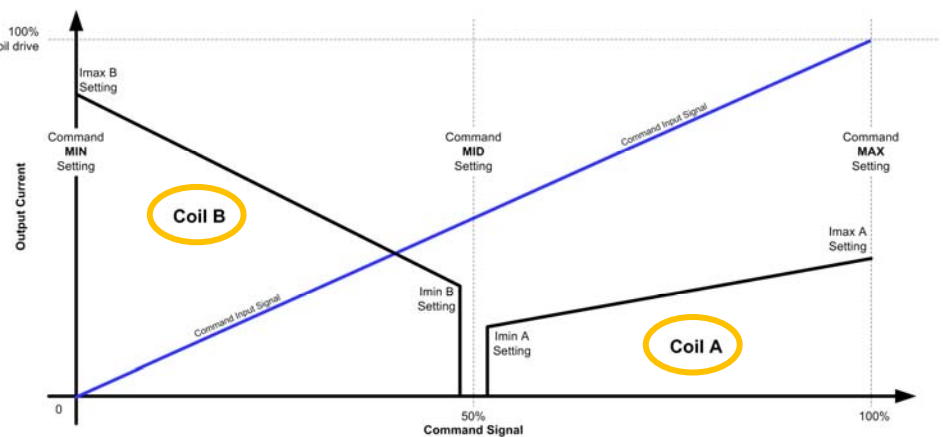 100%
oil drive
Imax B
Setting
Command
MIN
Setting
Command
MID
Setting
Command
MAX
Setting
Command Input Signal
Output Current
Coil B
Imax A
Setting
Imin B
Setting
Command Input Signal
Imin A
Setting
Coil A
0
50%
100%
Command Signal